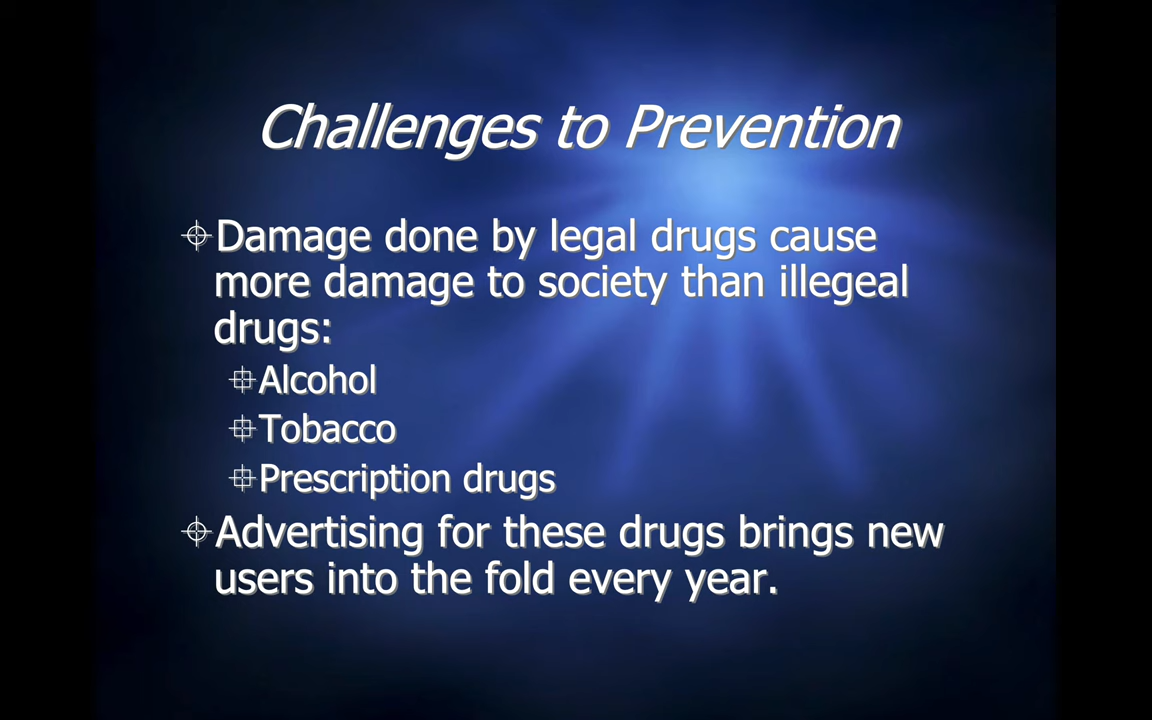 Challenges to Prevention
Damage done by legal drugs cause
more damage to society than illegeal
drugs:
Alcohol
Tobacco
Prescription drugs
Advertising for these drugs brings new
users into the fold every year.